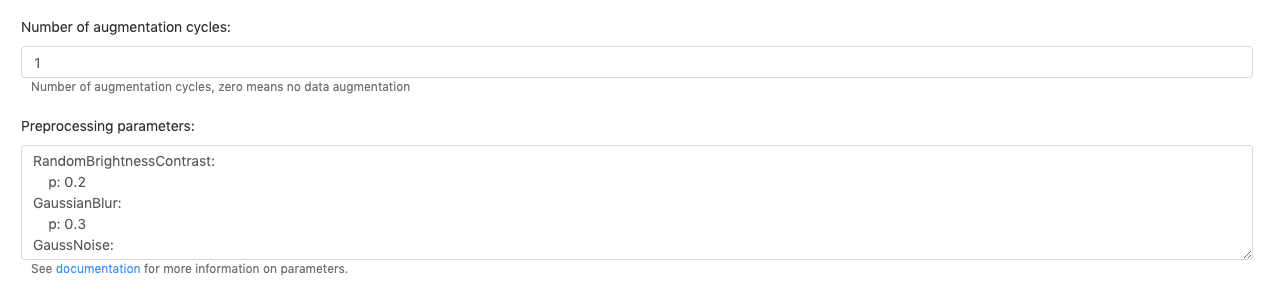 Number of augmentation cycles:
1
Number of augmentation cycles, zero means no data augmentation
Preprocessing parameters:
RandomBrightnessContrast:
p: 0.2
GaussianBlur:
p: 0.3
GaussNoise:
See documentation for more information on parameters.